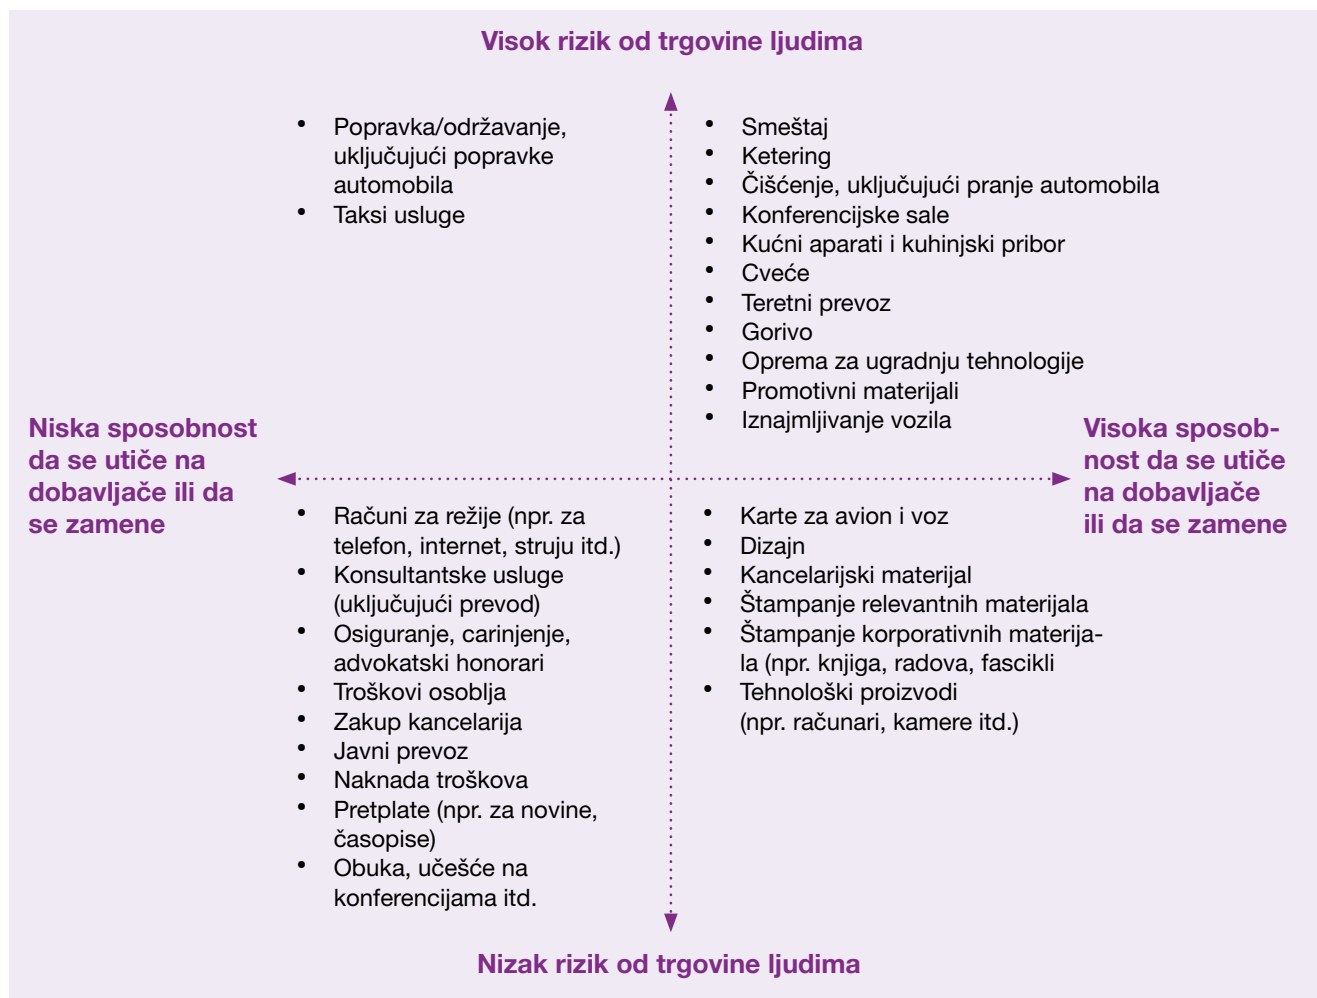 Visok rizik od trgovine ljudima
• Popravka/održavanje,
uključujući popravke
automobila
• Taksi usluge
• Smeštaj
• Ketering
• Čišćenje, uključujući pranje automobila
• Konferencijske sale
• Kućni aparati i kuhinjski pribor
• Cveće
• Teretni prevoz
• Gorivo
• Oprema za ugradnju tehnologije
• Promotivni materijali
• Iznajmljivanje vozila
Niska sposobnost
da se utiče na
dobavljače ili da
se zamene
Visoka sposob-
nost da se utiče
na dobavljače
ili da se zamene
• Računi za režije (npr. za
telefon, internet, struju itd.)
• Konsultantske usluge
(uključujući prevod)
• Osiguranje, carinjenje,
advokatski honorari
• Troškovi osoblja
• Zakup kancelarija
• Javni prevoz
• Naknada troškova
• Pretplate (npr. za novine,
časopise)
• Obuka, učešće na
konferencijama itd.
• Karte za avion i voz
• Dizajn
• Kancelarijski materijal
• Štampanje relevantnih materijala
• Štampanje korporativnih materija-
la (npr. knjiga, radova, fascikli
• Tehnološki proizvodi
(npr. računari, kamere itd.)
Nizak rizik od trgovine ljudima